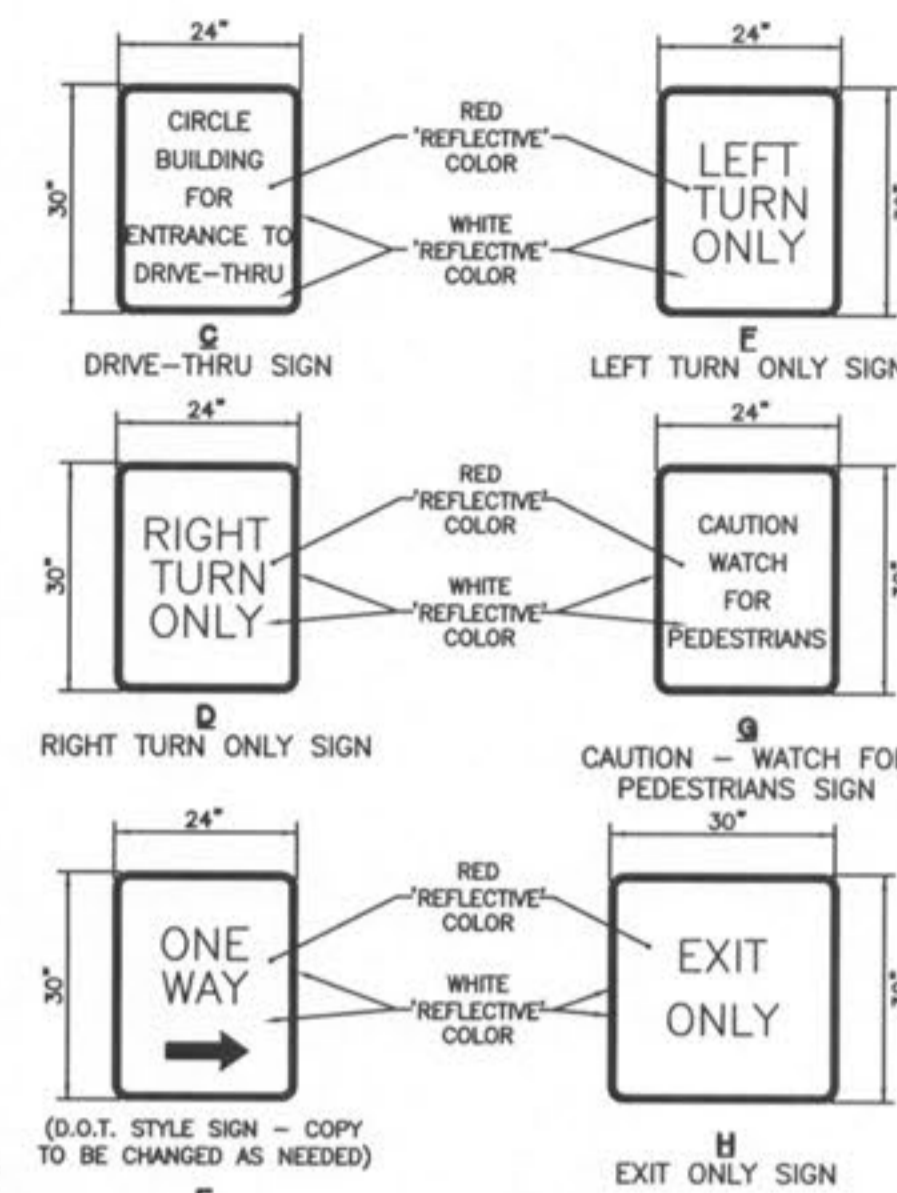 24"
30"
CIRCLE
BUILDING
FOR
ENTRANCE TO
DRIVE-THRU
C
DRIVE-THRU SIGN
RED
'REFLECTIVE'
COLOR
WHITE
'REFLECTIVE'
COLOR
24"
LEFT
TURN
ONLY
F
LEFT TURN ONLY SIGN
24"
30"
RIGHT
TURN
ONLY
D
RIGHT TURN ONLY SIGN
RED
'REFLECTIVE'
COLOR
WHITE
'REFLECTIVE'
COLOR
24"
CAUTION
WATCH
FOR
PEDESTRIANS
G
CAUTION - WATCH FOR
PEDESTRIANS SIGN
24"
30"
ONE
WAY
(D.O.T. STYLE SIGN - COPY
TO BE CHANGED AS NEEDED)
RED
'REFLECTIVE'
COLOR
WHITE
'REFLECTIVE'
COLOR
30"
EXIT
ONLY
H
EXIT ONLY SIGN